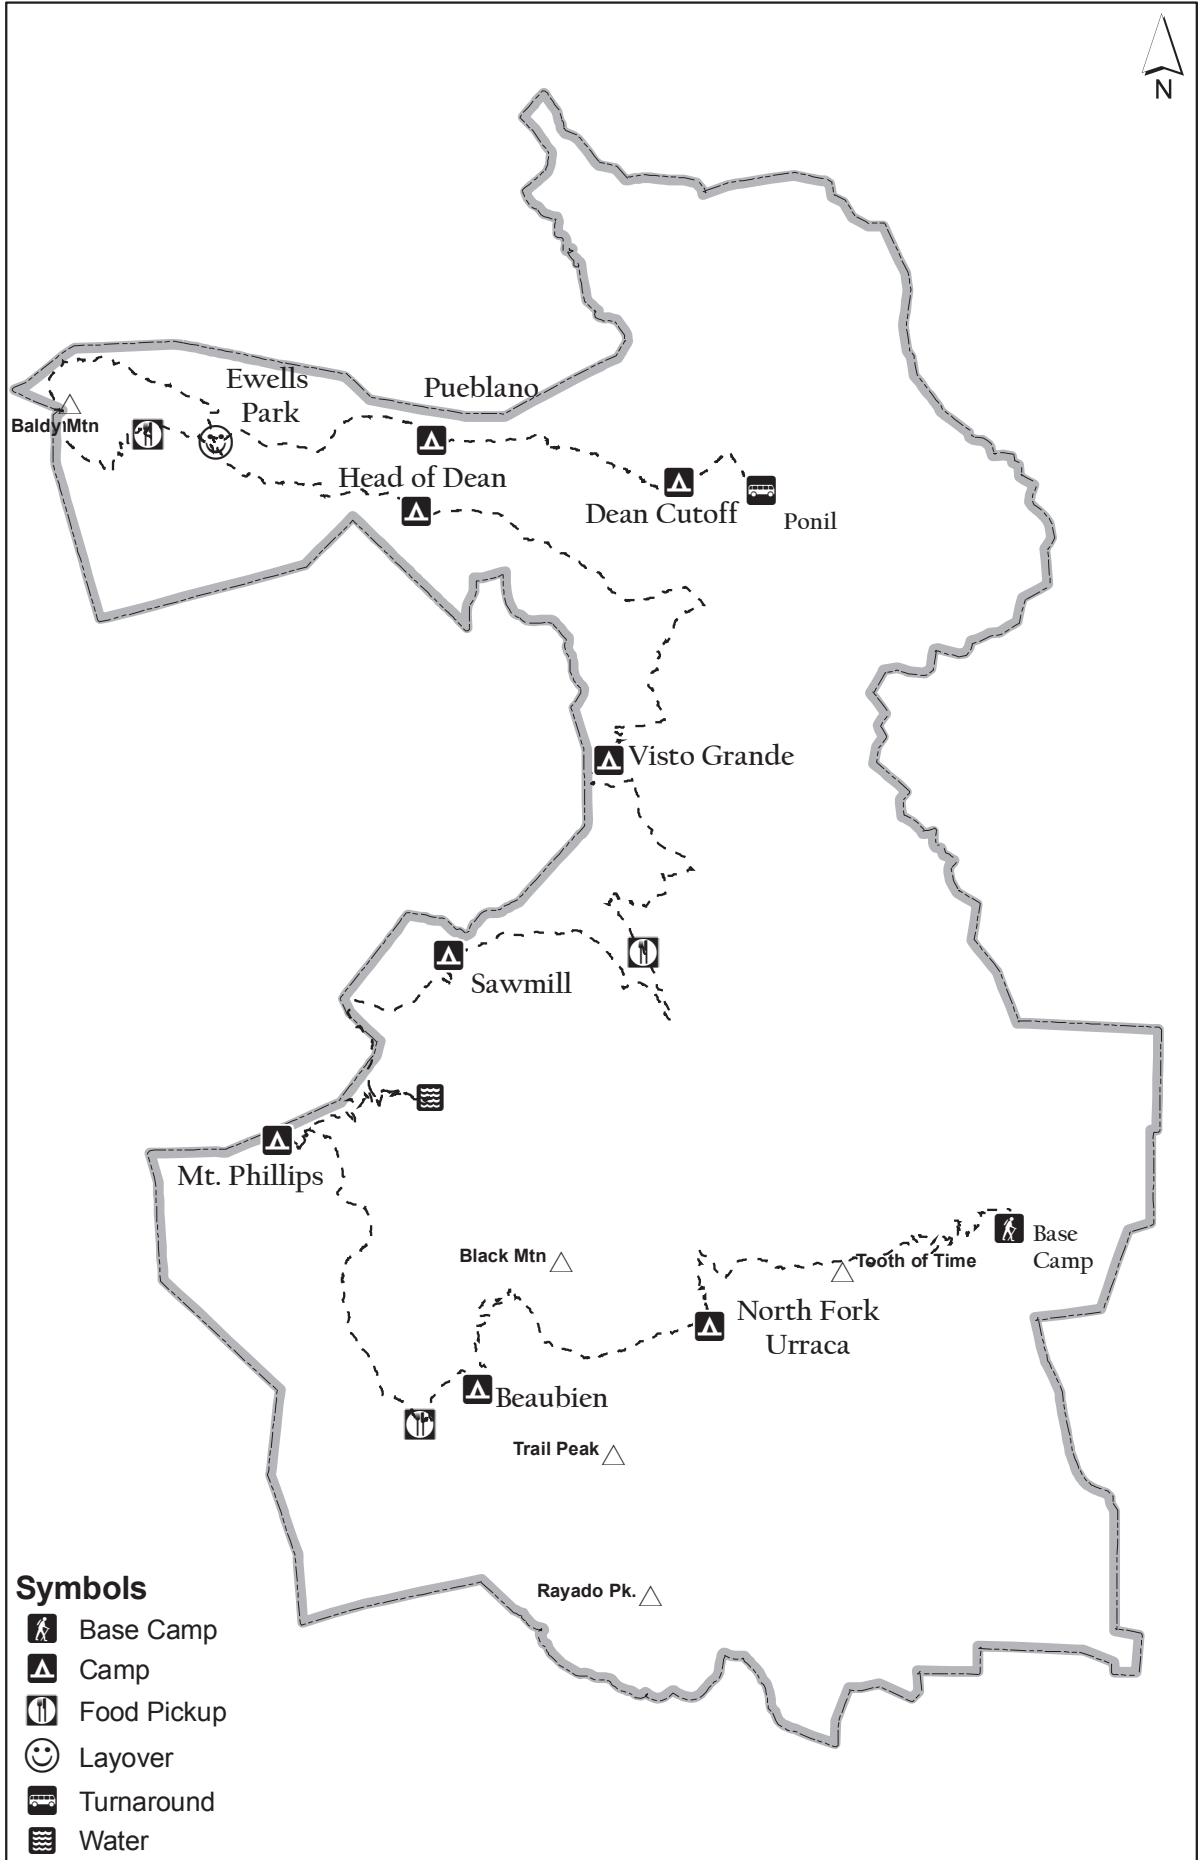 N
Ewells
Park
Pueblano
Baldy Mtn
Head of Dean
Dean Cutoff
Ponil
Visto Grande
Sawmill
Mt. Phillips
Base
Camp
Black Mtn
Tooth of Time
North Fork
Urraca
Beaubien
Trail Peak
Rayado Pk.
Symbols
Base Camp
Camp
Food Pickup
Layover
Turnaround
Water